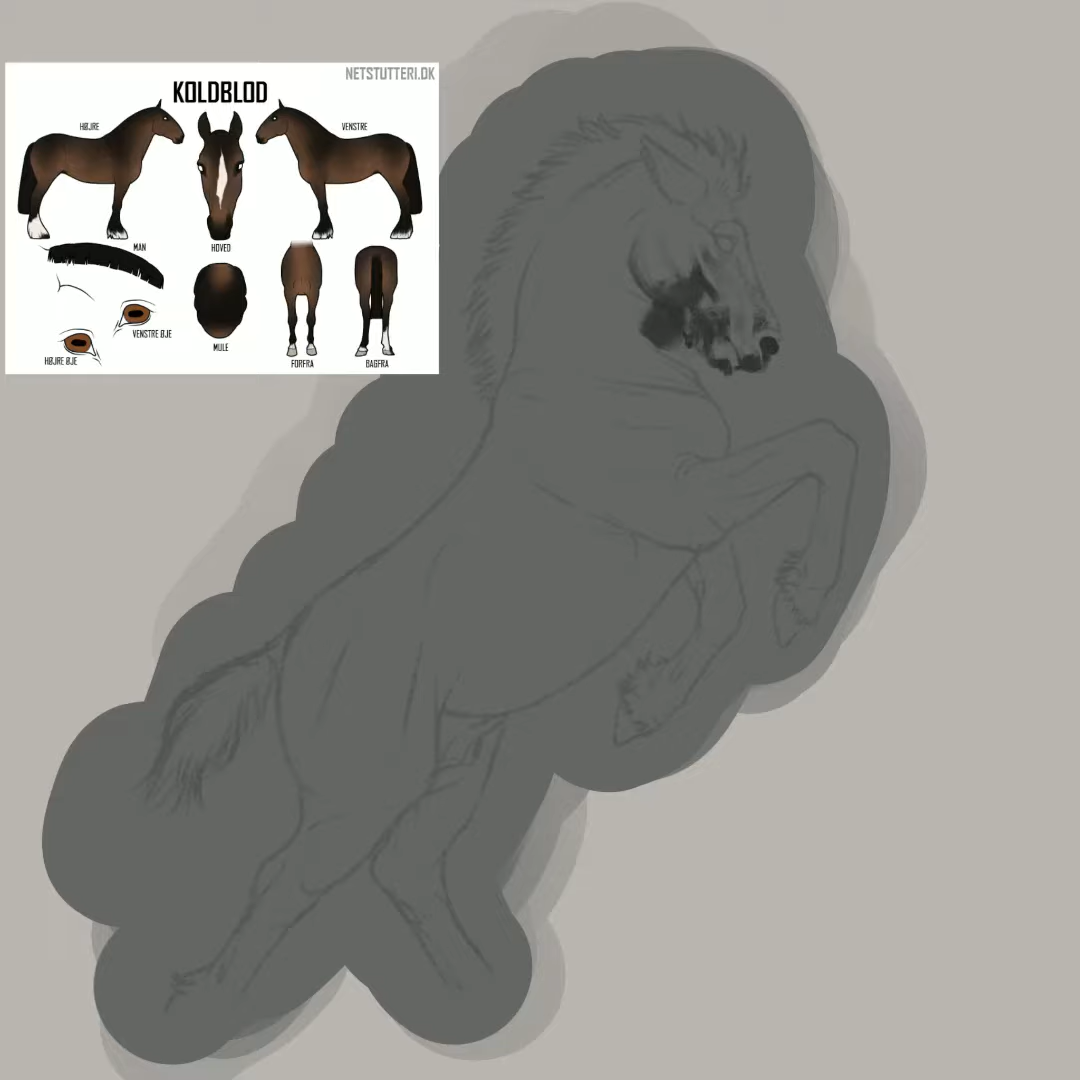 NETSTUTTERI.DK
KOLDBLOD
HØJRE
VENSTRE
MAN
HOVED
VENSTRE ØJE
HØJRE ØJE
MULE
FORFRA
BAGFRA